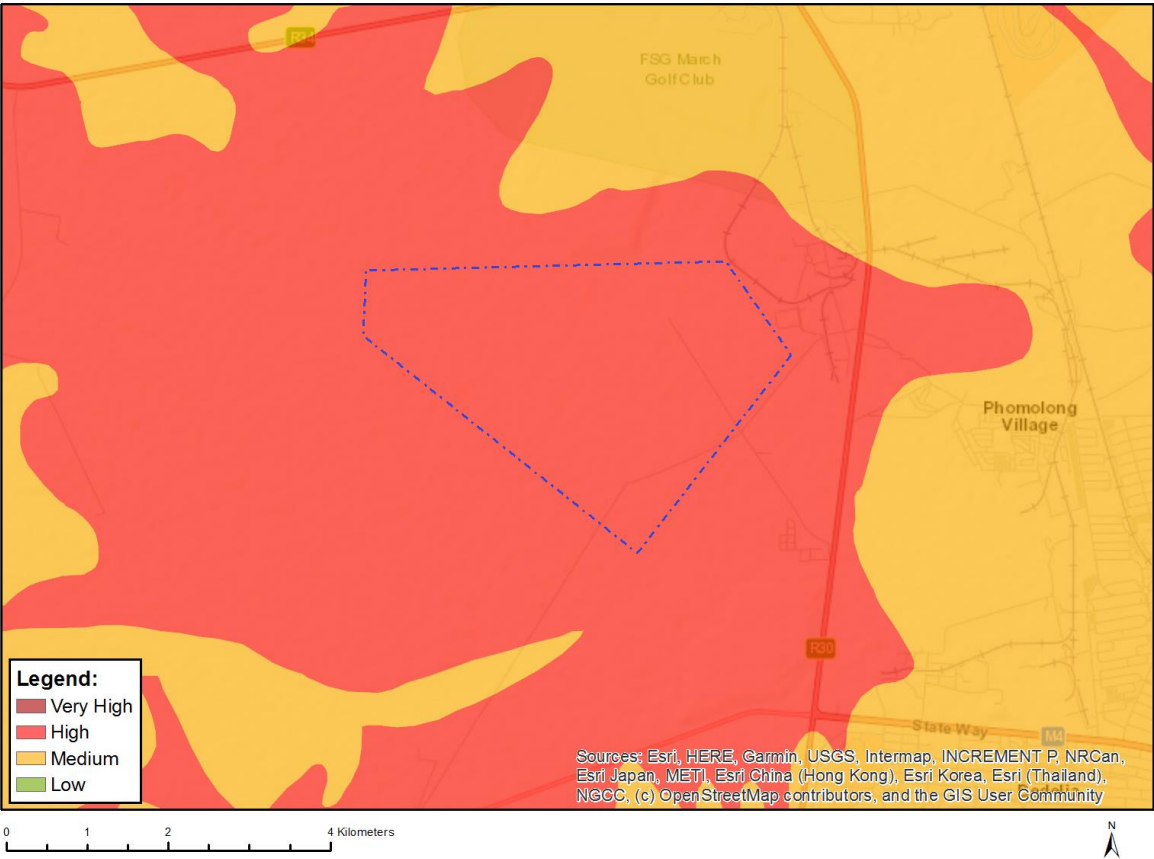 R34
FSG March
Golf Club
Phomolong
Village
R30
State Way
M4
Legend:
Very High
High
Medium
Low
Sources: Esri, HERE, Garmin, USGS, Intermap, INCREMENT P, NRCan,
Esri Japan, METI, Esri China (Hong Kong), Esri Korea, Esri (Thailand),
NGCC, (c) OpenStreetMap contributors, and the GIS User Community
0 1 2 4 Kilometers
N